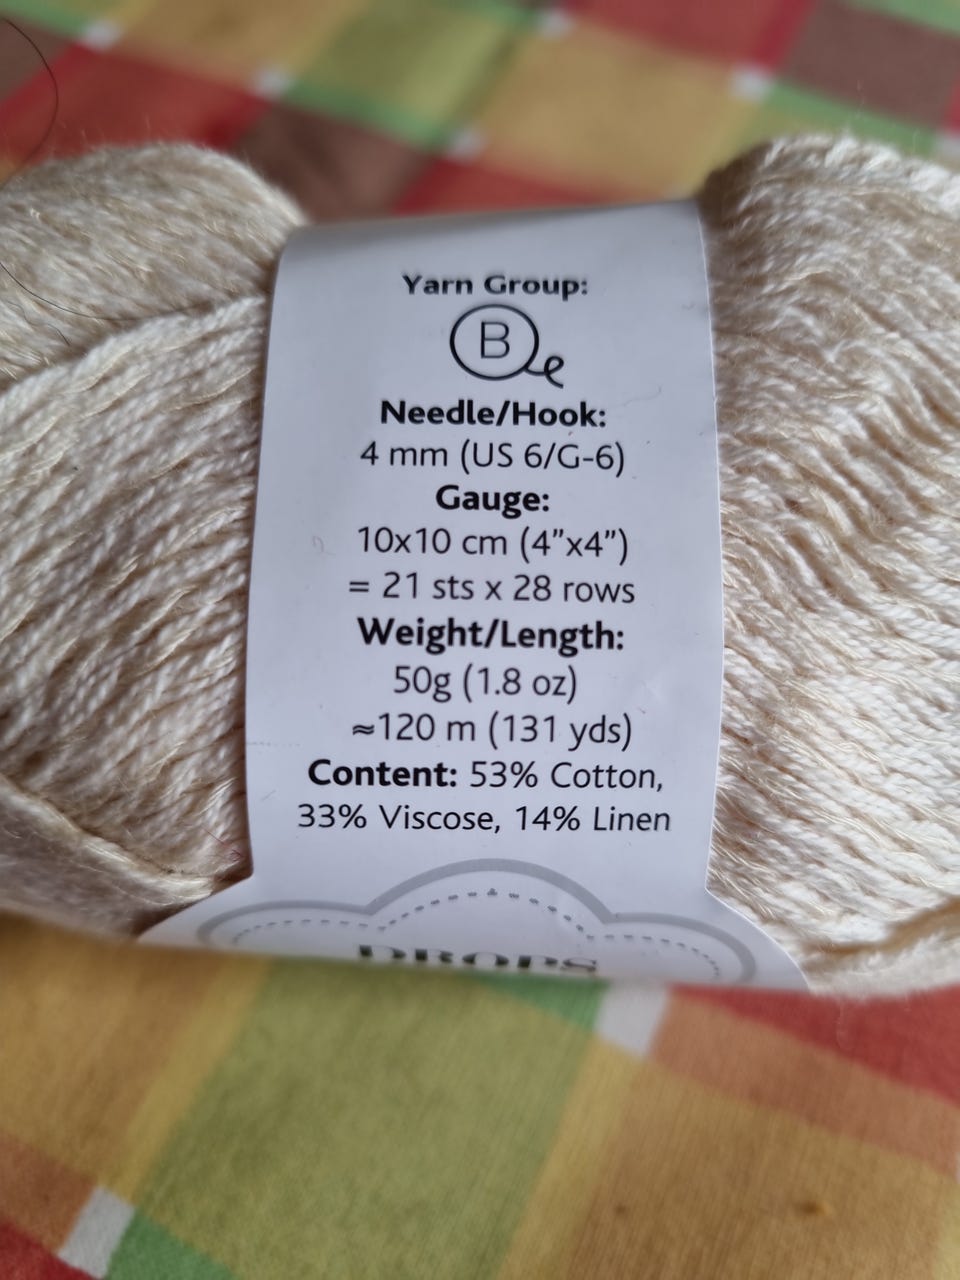 Yarn Group:
B
Needle/Hook:
4 mm (US 6/G-6)
Gauge:
10x10 cm (4”x4”)
= 21 sts x 28 rows
Weight/Length:
50g (1.8 oz)
≈120 m (131 yds)
Content: 53% Cotton,
33% Viscose, 14% Linen
DROPS